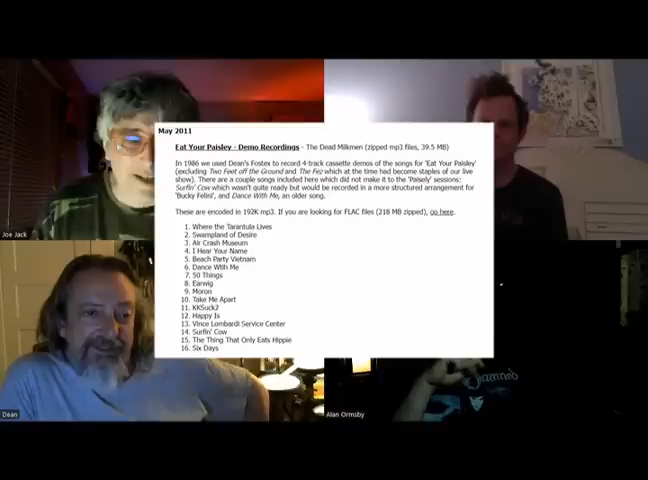 May 2011
Eat Your Paisley - Demo Recordings - The Dead Milkmen (zipped mp3 files, 39.5 MB)
In 1986 we used Dean's Fostex to record 4-track cassette demos of the songs for 'Eat Your Paisley'
(excluding Two Feet off the Ground and The Fez which at the time had become staples of our live
show). There are a couple songs included here which did not make it to the 'Paisely' sessions:
Surfin' Cow which wasn't quite ready but would be recorded in a more structured arrangement for
'Bucky Felini', and Dance With Me, an older song.
These are encoded in 192K mp3. If you are looking for FLAC files (218 MB zipped), go here.
1. Where the Tarantula Lives
2. Swampland of Desire
3. Air Crash Museum
4. I Hear Your Name
5. Beach Party Vietnam
6. Dance With Me
7. 50 Things
8. Earwig
9. Moron
10. Take Me Apart
11. KKSuck2
12. Happy Is
13. Vince Lombardi Service Center
14. Surfin' Cow
15. The Thing That Only Eats Hippie
16. Six Days
Joe Jack
Dean
Alan Ormsby
Damned